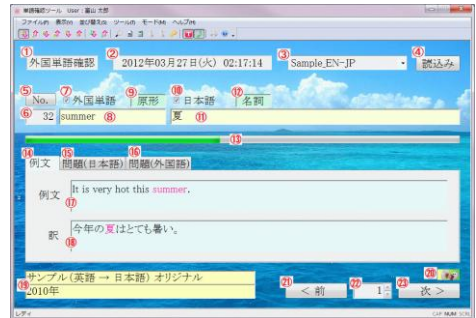 単語確認ツール User : 富山 太郎
ファイル(F) 表示(V) 並び替え(S) ツール(T) モード(M) ヘルプ(H)
① ② ③ ④
外国単語確認 2012年03月27日(火) 02:17:14 Sample_EN-JP 読込み
⑤ ⑦ ⑨ ⑩ ⑫
No. 外国単語 原形 日本語 名詞
⑥ 32 summer ⑧ 夏 ⑪
⑬
⑭ ⑮ ⑯
例文 問題(日本語) 問題(外国語)
例文 It is very hot this summer.
⑰
訳 今年の夏はとても暑い。
⑱
サンプル(英語 → 日本語) オリジナル
⑲ 2010年
⑳
㉑ ㉒ ㉓
< 前 1 次 >
レディ CAP NUM SCRL